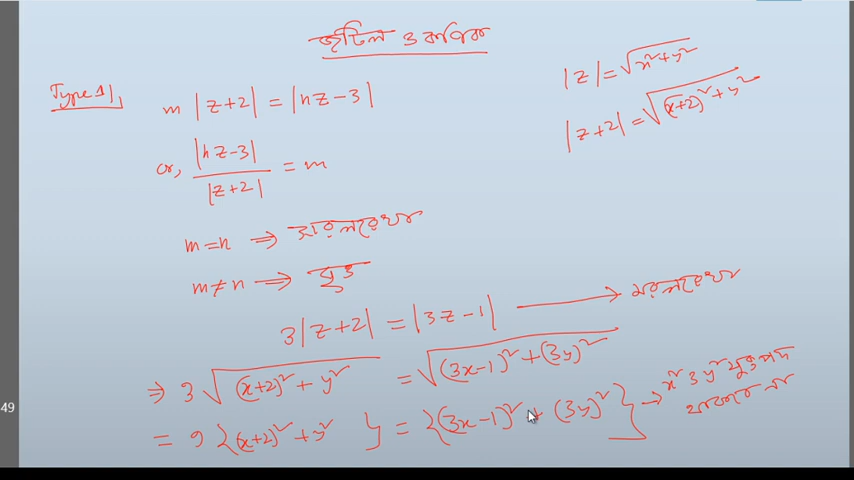 জটিল ও কণিক
|z| = √x²+y²
|z+2| = √(x+2)²+y²
Type 1
m |z+2| = |nz-3|
or, |nz-3| / |z+2| = m
m=n ⇒ সরলরেখা
m≠n ⇒ বৃত্ত
3|z+2| = |3z-1| → সরলরেখা
⇒ 3 √(x+2)²+y² = √(3x-1)²+(3y)²
= 9 {(x+2)²+y² } = {(3x-1)²+(3y)²} → x² ও y² যুক্ত পদ
থাকবে না
49